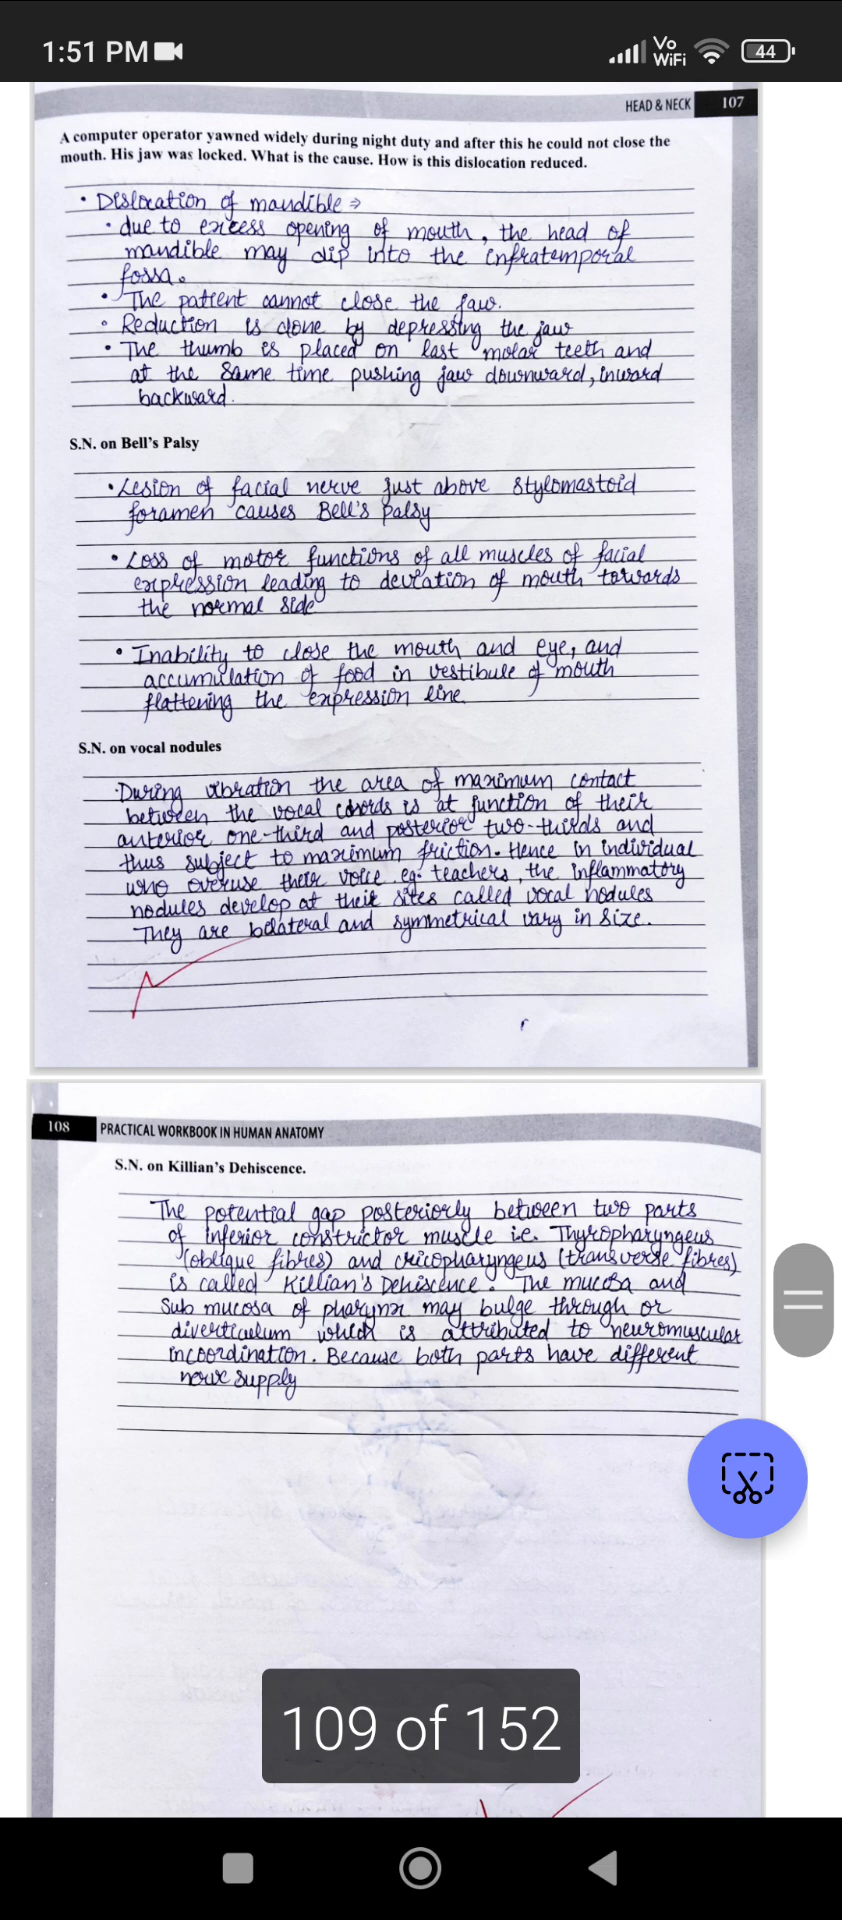 1:51 PM
Vo
WiFi
44
HEAD & NECK 107
A computer operator yawned widely during night duty and after this he could not close the
mouth. His jaw was locked. What is the cause. How is this dislocation reduced.
• Dislocation of mandible ⇒
• due to excess opening of mouth, the head of
mandible may dip into the infratemporal
fossa.
• The patient cannot close the jaw.
• Reduction is done by depressing the jaw
• The thumb is placed on last molar teeth and
at the same time pushing jaw downward, inward
backward.
S.N. on Bell's Palsy
• Lesion of facial nerve just above stylomastoid
foramen causes Bell's palsy
• Loss of motor functions of all muscles of facial
expression leading to deviation of mouth towards
the normal side
• Inability to close the mouth and eye, and
accumulation of food in vestibule of mouth
flattening the expression line.
S.N. on vocal nodules
• During vibration the area of maximum contact
between the vocal chords is at junction of their
anterior one-third and posterior two-thirds and
thus subject to maximum friction. Hence in individual
who overuse their voice eg: teachers, the inflammatory
nodules develop at their sites called vocal nodules
They are bilateral and symmetrical vary in size.
108 PRACTICAL WORKBOOK IN HUMAN ANATOMY
S.N. on Killian's Dehiscence.
The potential gap posteriorly between two parts
of inferior constrictor muscle i.e. Thyropharyngeus
(oblique fibres) and cricopharyngeus (transverse fibres)
is called Killian's Dehiscence. The mucosa and
Sub mucosa of pharynx may bulge through or
diverticulum which is attributed to neuromuscular
incoordination. Because both parts have different
nerve supply
109 of 152